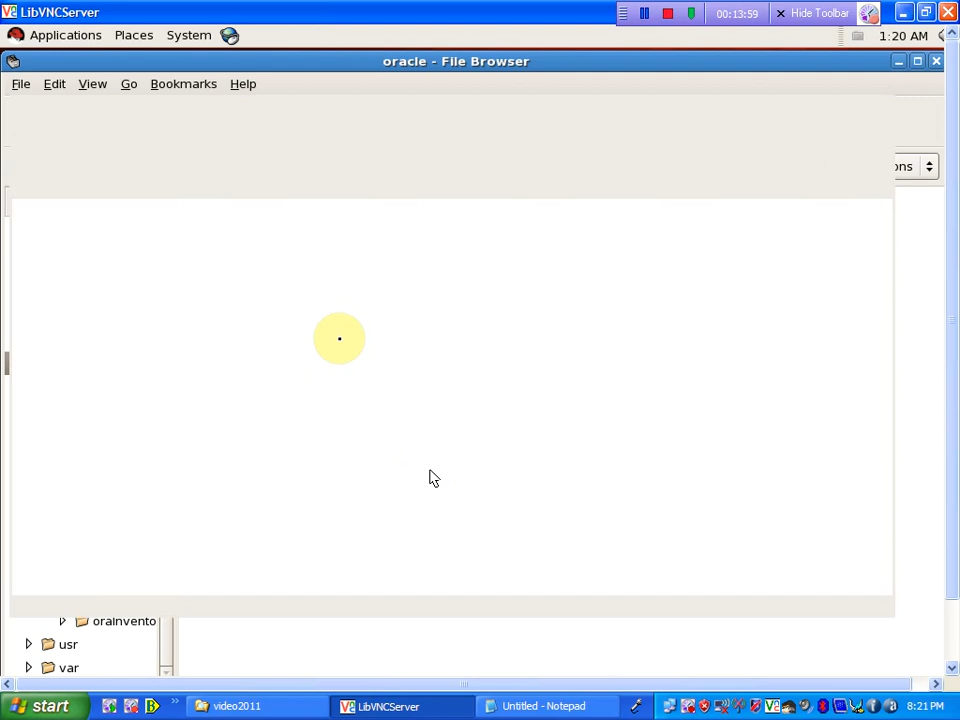 LibVNCServer
00:13:59
Hide Toolbar
Applications Places System
1:20 AM
oracle - File Browser
File Edit View Go Bookmarks Help
ons
orainvento
usr
var
start
video2011
LibVNCServer
Untitled - Notepad
8:21 PM